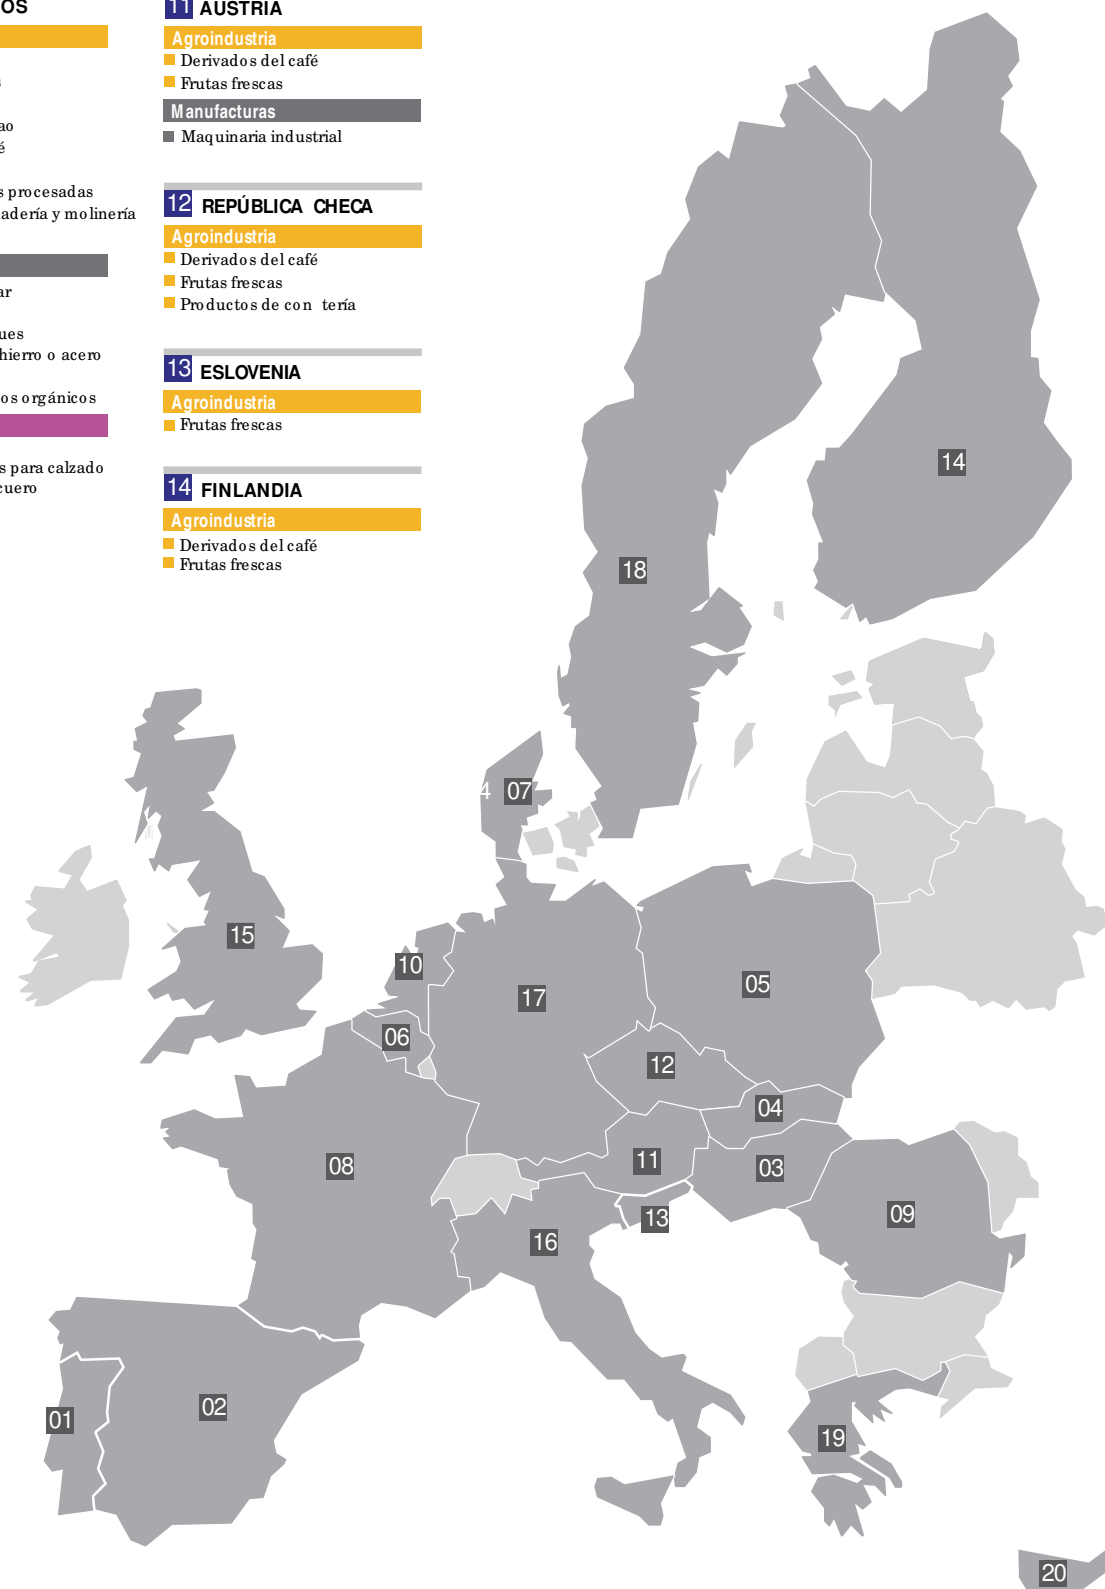 OS
s
ao
é
s procesadas
adería y molinería
ar
ues
hierro o acero
os orgánicos
s para calzado
cuero
11 AUSTRIA
Agroindustria
Derivados del café
Frutas frescas
Manufacturas
Maquinaria industrial
12 REPÚBLICA CHECA
Agroindustria
Derivados del café
Frutas frescas
Productos de con tería
13 ESLOVENIA
Agroindustria
Frutas frescas
14 FINLANDIA
Agroindustria
Derivados del café
Frutas frescas
14
18
4 07
15
10
17
05
06
12
04
11
03
08
13
09
16
02
01
19
20